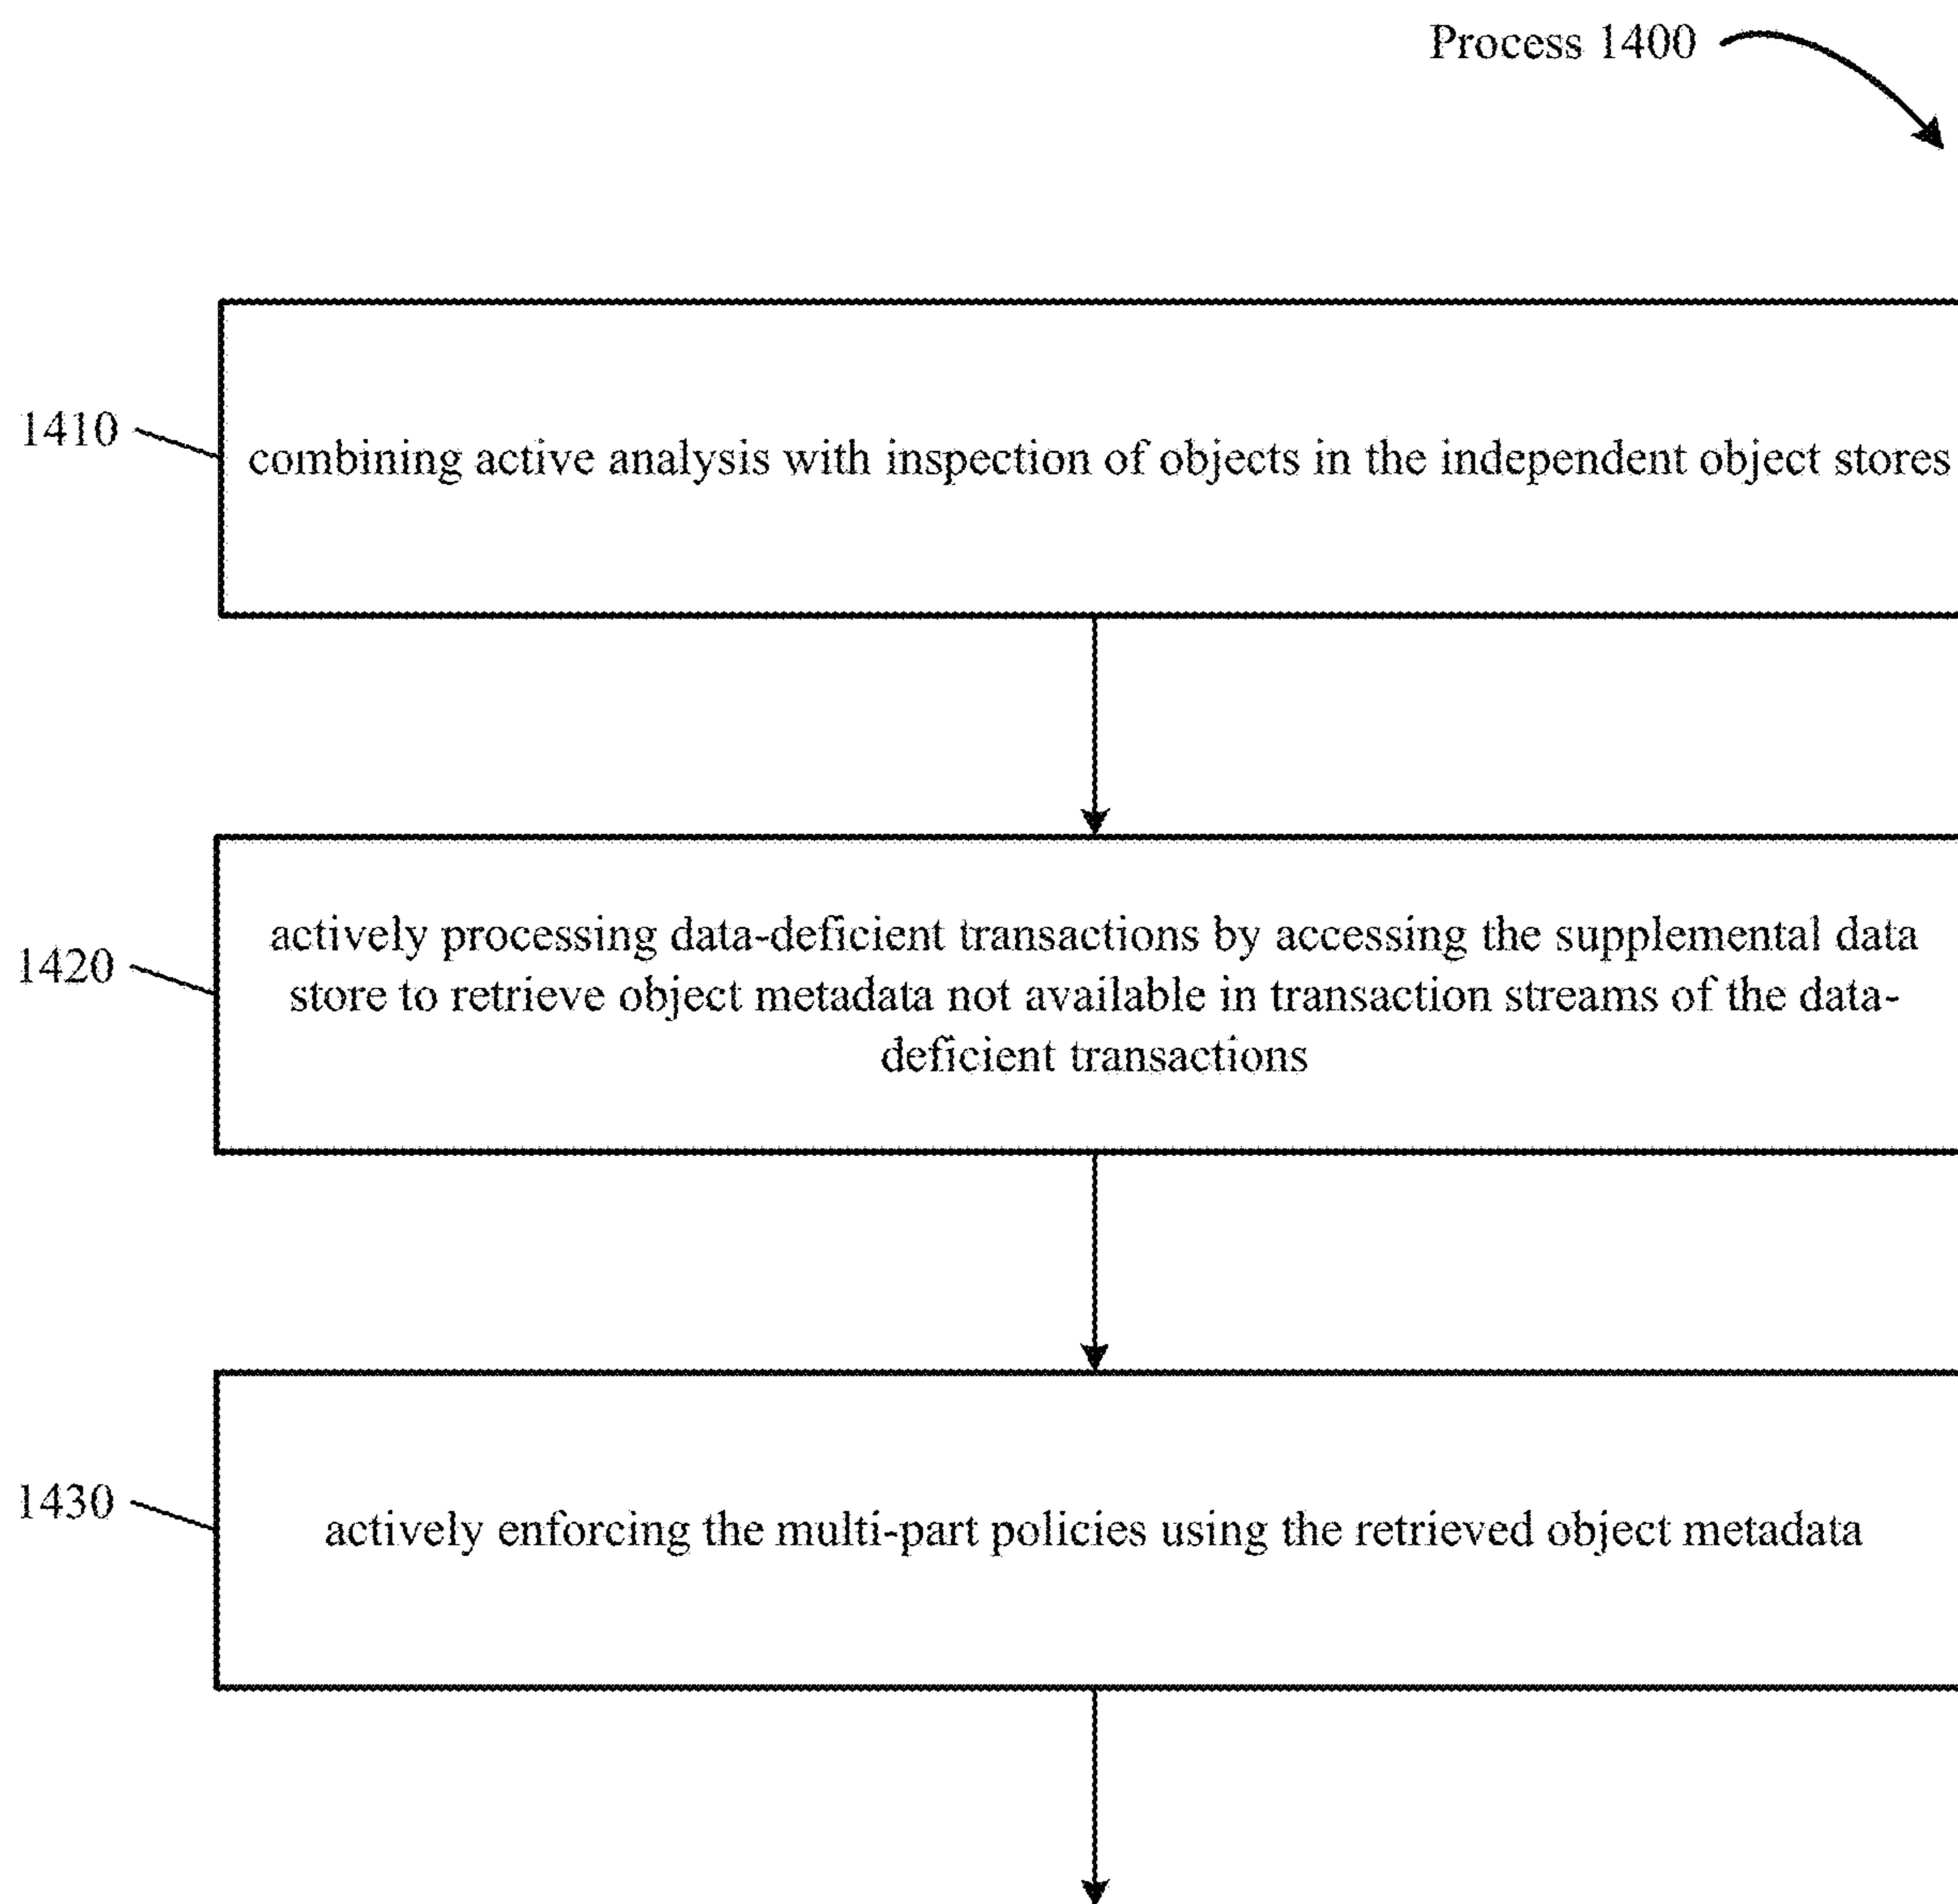 Process 1400
1410
combining active analysis with inspection of objects in the independent object stores
1420
actively processing data-deficient transactions by accessing the supplemental data
store to retrieve object metadata not available in transaction streams of the data-
deficient transactions
1430
actively enforcing the multi-part policies using the retrieved object metadata